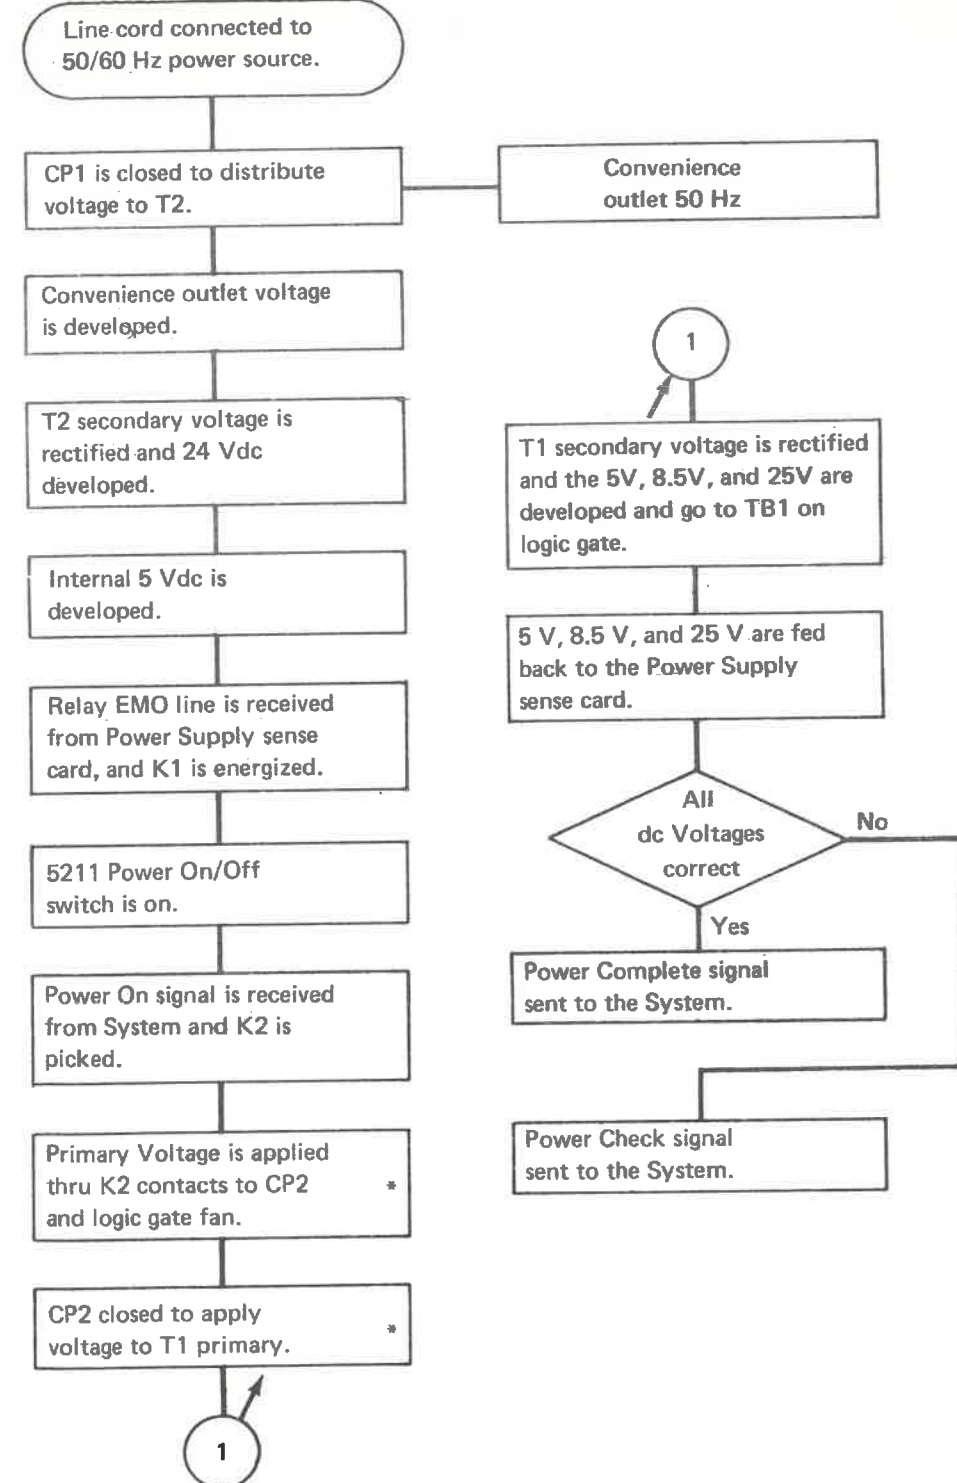 Line cord connected to
50/60 Hz power source.
CP1 is closed to distribute
voltage to T2.
Convenience
outlet 50 Hz
Convenience outlet voltage
is developed.
T2 secondary voltage is
rectified and 24 Vdc
developed.
Internal 5 Vdc is
developed.
Relay EMO line is received
from Power Supply sense
card, and K1 is energized.
5211 Power On/Off
switch is on.
Power On signal is received
from System and K2 is
picked.
Primary Voltage is applied
thru K2 contacts to CP2 *
and logic gate fan.
CP2 closed to apply
voltage to T1 primary. *
1
1
T1 secondary voltage is rectified
and the 5V, 8.5V, and 25V are
developed and go to TB1 on
logic gate.
5 V, 8.5 V, and 25 V are fed
back to the Power Supply
sense card.
All
dc Voltages
correct
No
Yes
Power Complete signal
sent to the System.
Power Check signal
sent to the System.